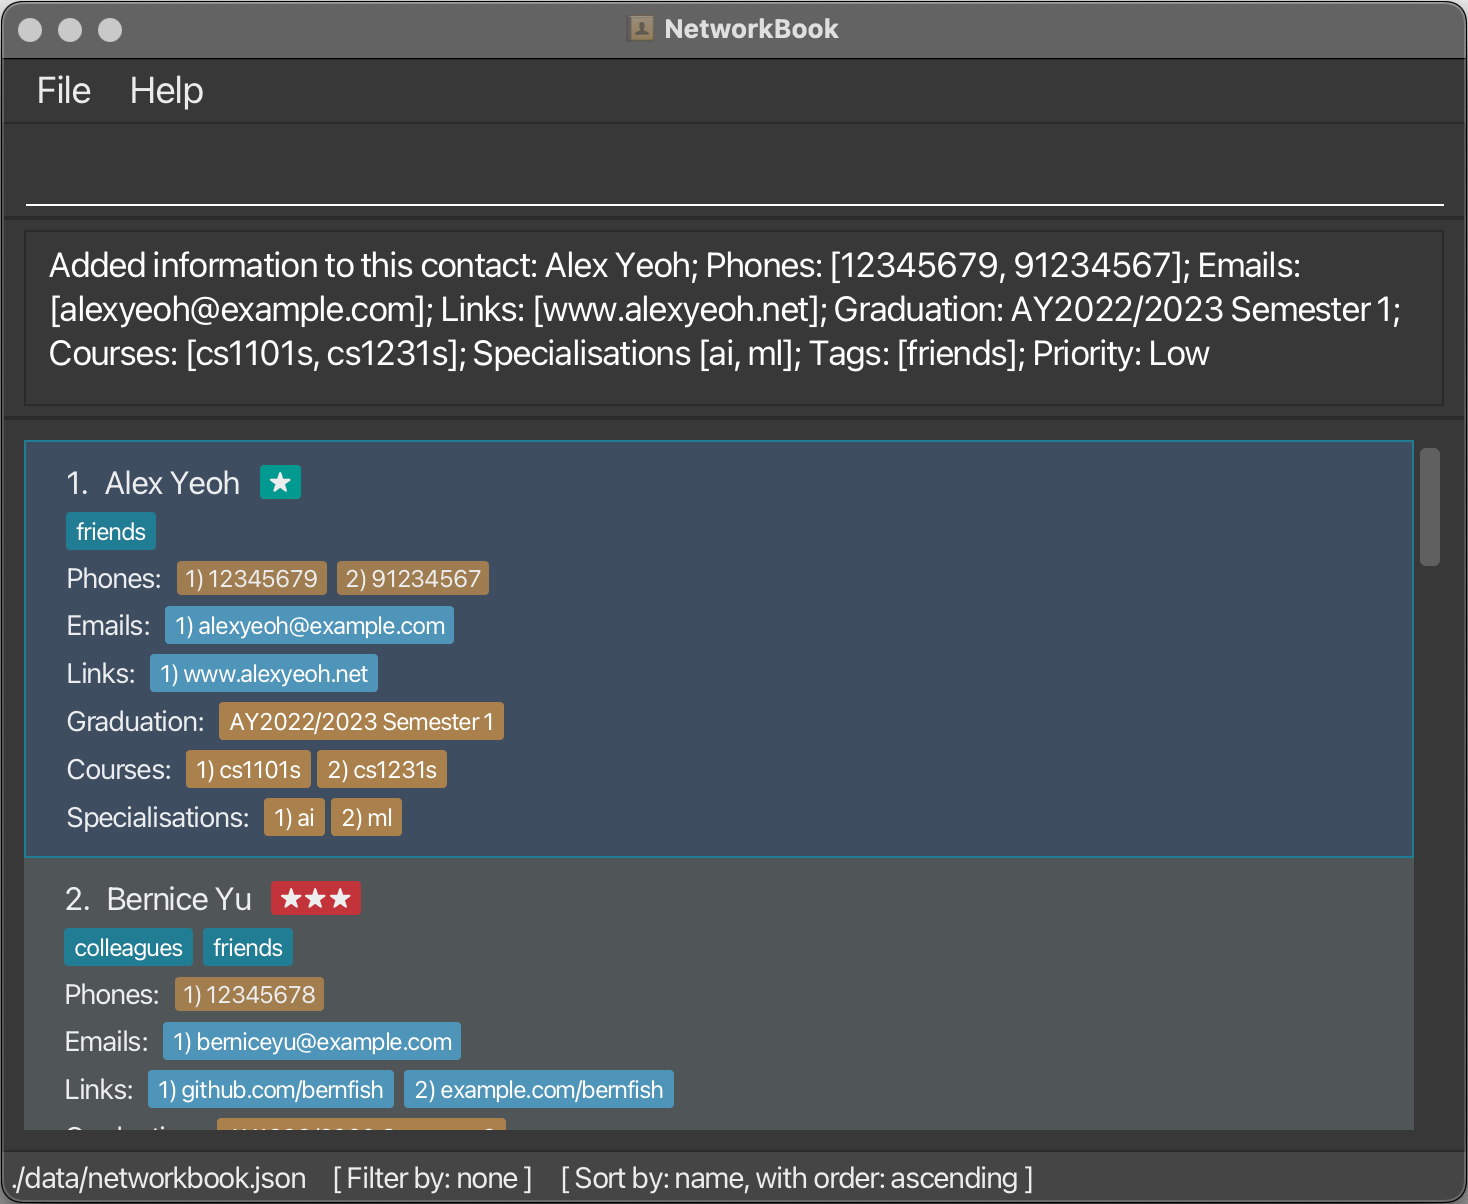 NetworkBook
File Help
Added information to this contact: Alex Yeoh; Phones: [12345679, 91234567]; Emails:
[alexyeoh@example.com]; Links: [www.alexyeoh.net]; Graduation: AY2022/2023 Semester 1;
Courses: [cs1101s, cs1231s]; Specialisations [ai, ml]; Tags: [friends]; Priority: Low
1. Alex Yeoh
friends
Phones: 1) 12345679 2) 91234567
Emails: 1) alexyeoh@example.com
Links: 1) www.alexyeoh.net
Graduation: AY2022/2023 Semester 1
Courses: 1) cs1101s 2) cs1231s
Specialisations: 1) ai 2) ml
2. Bernice Yu
colleagues friends
Phones: 1) 12345678
Emails: 1) berniceyu@example.com
Links: 1) github.com/bernfish 2) example.com/bernfish
./data/networkbook.json [ Filter by: none ] [ Sort by: name, with order: ascending ]